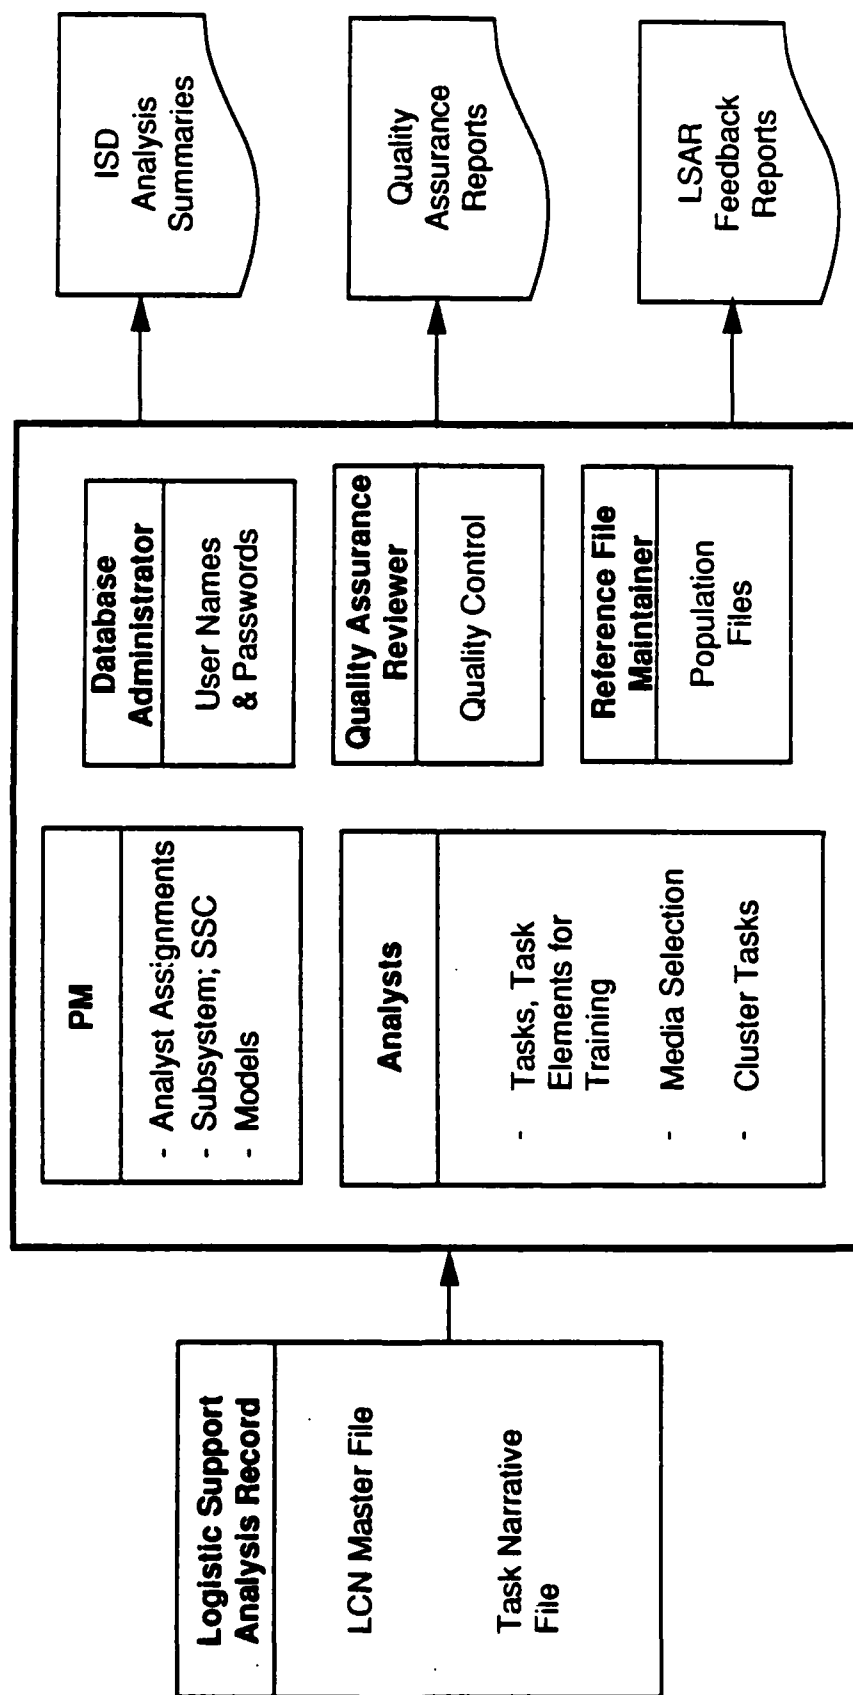 Logistic Support
Analysis Record
LCN Master File
Task Narrative
File
PM
- Analyst Assignments
- Subsystem; SSC
- Models
Analysts
- Tasks, Task
Elements for
Training
- Media Selection
- Cluster Tasks
Database
Administrator
User Names
& Passwords
Quality Assurance
Reviewer
Quality Control
Reference File
Maintainer
Population
Files
ISD
Analysis
Summaries
Quality
Assurance
Reports
LSAR
Feedback
Reports